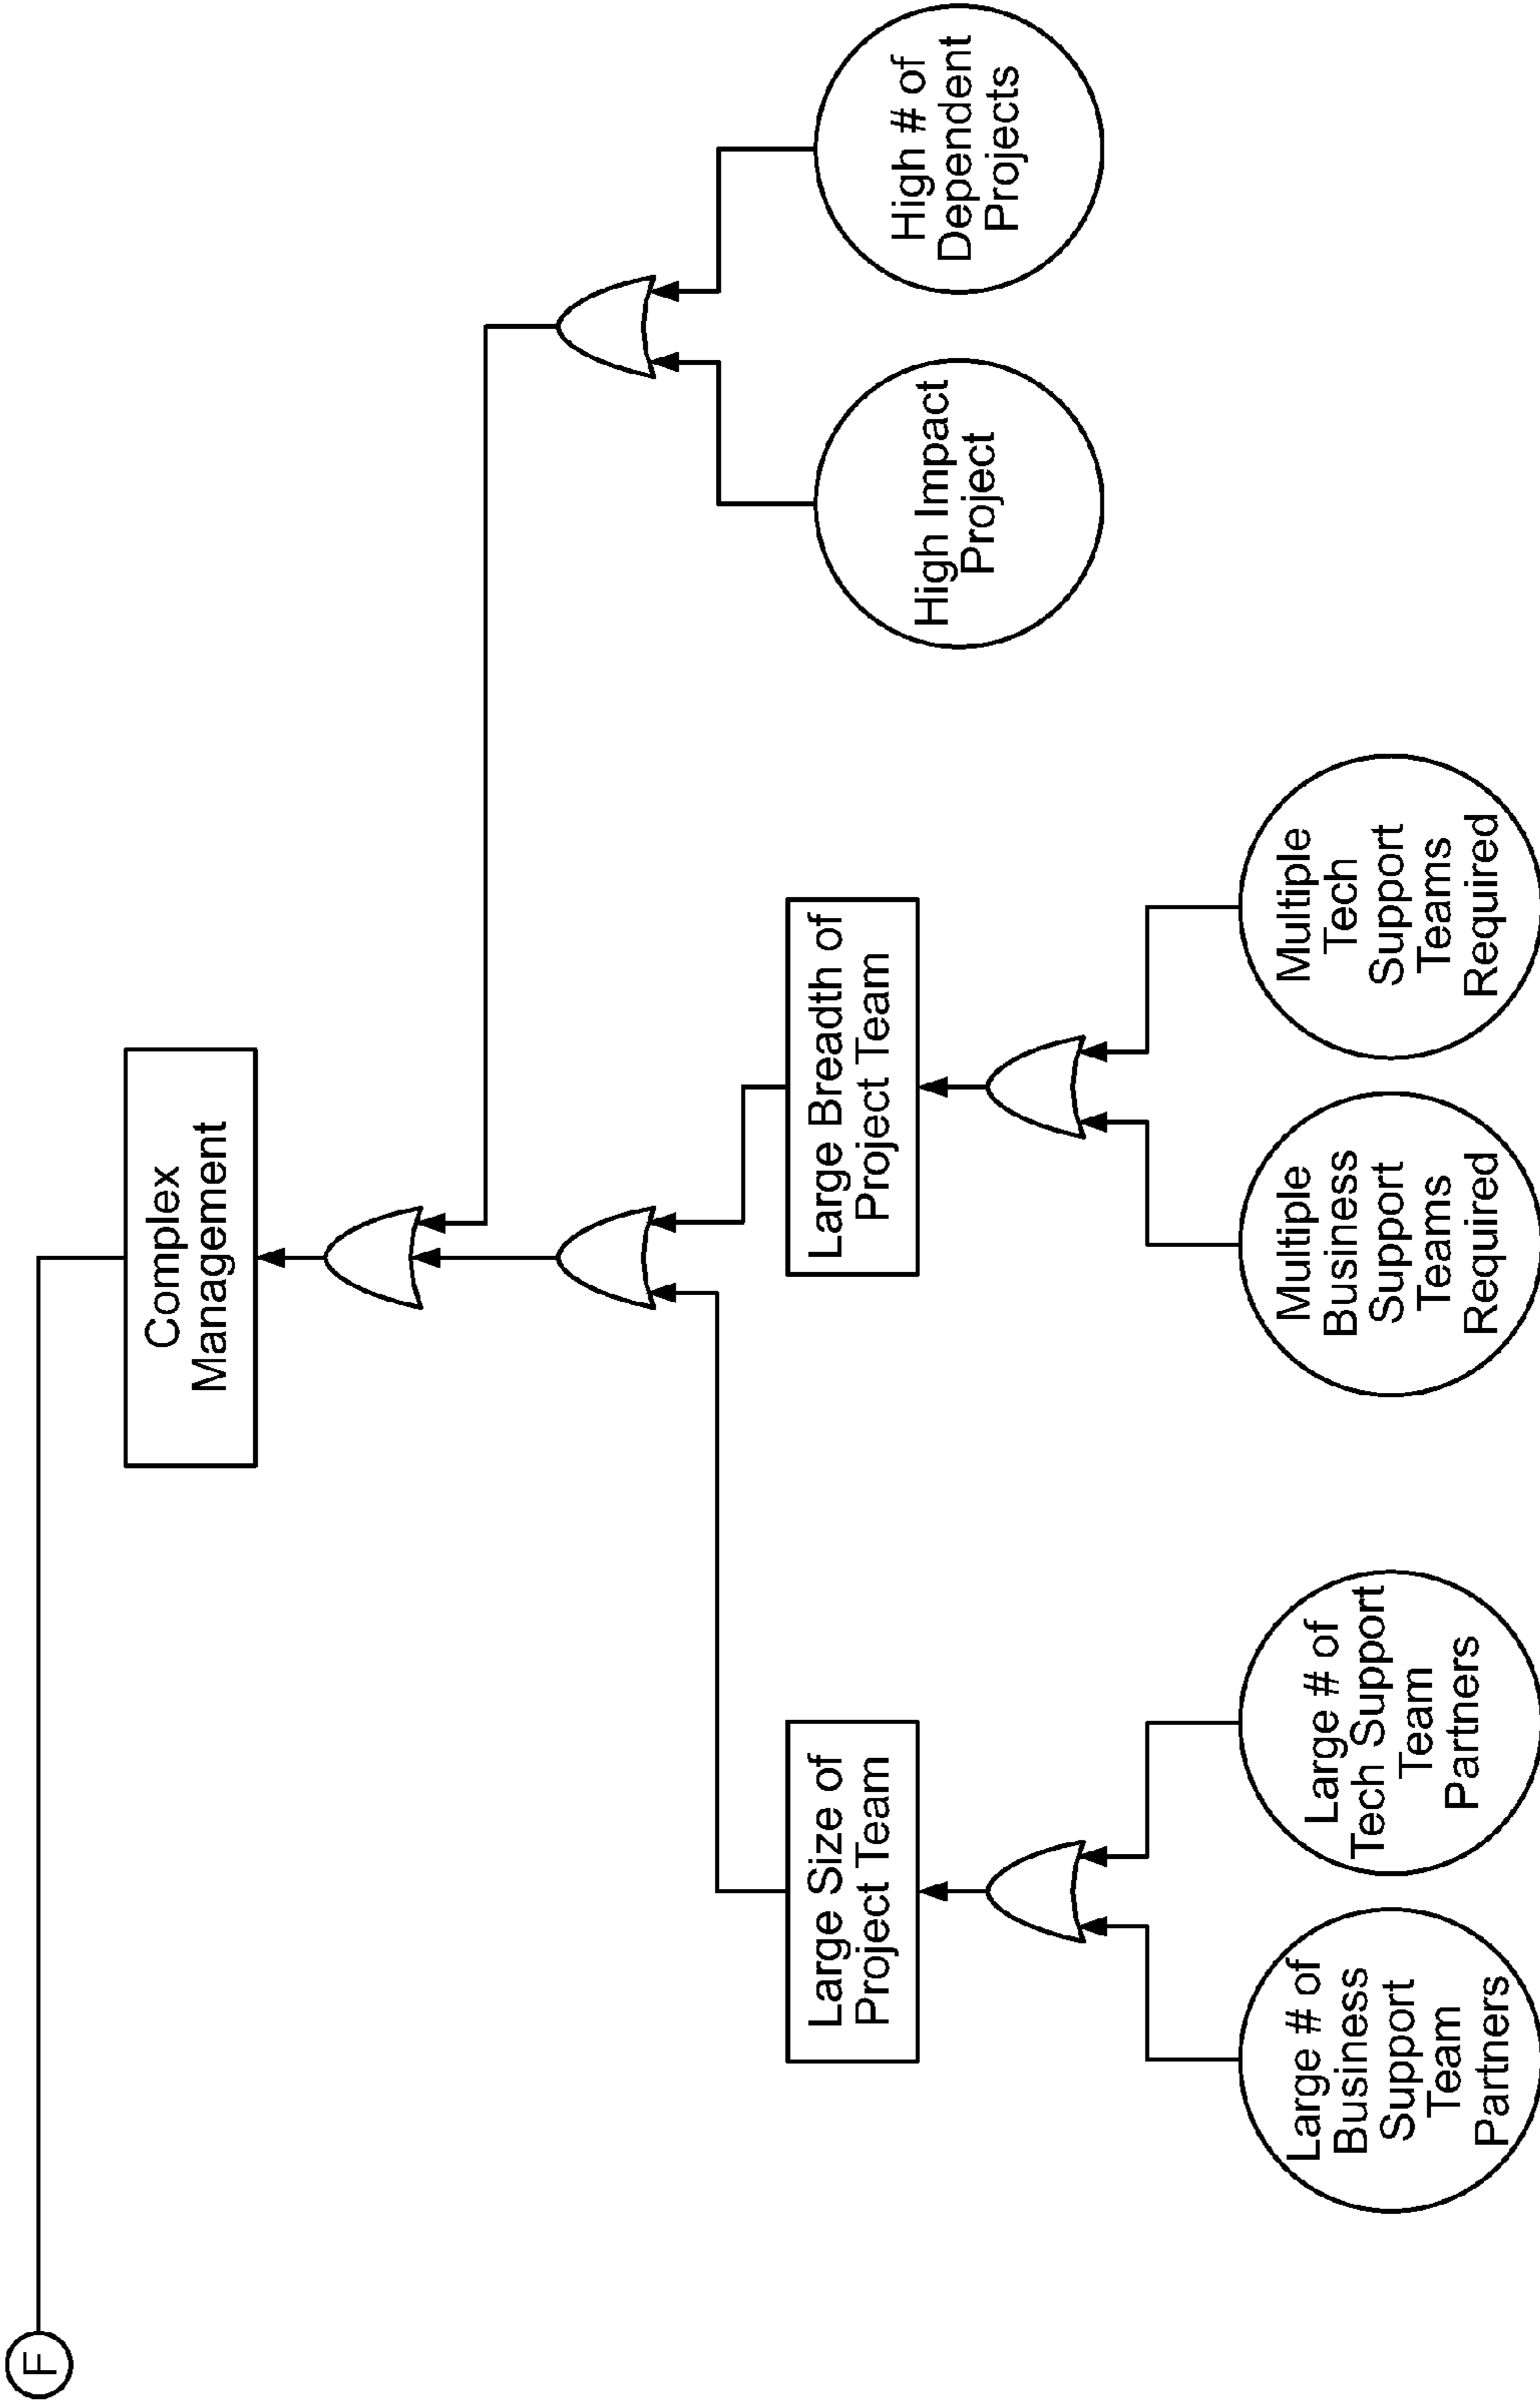 F
Complex
Management
Large Size of
Project Team
Large Breadth of
Project Team
High Impact
Project
High # of
Dependent
Projects
Large # of
Business
Support
Team
Partners
Large # of
Tech Support
Team
Partners
Multiple
Business
Support
Teams
Required
Multiple
Tech
Support
Teams
Required